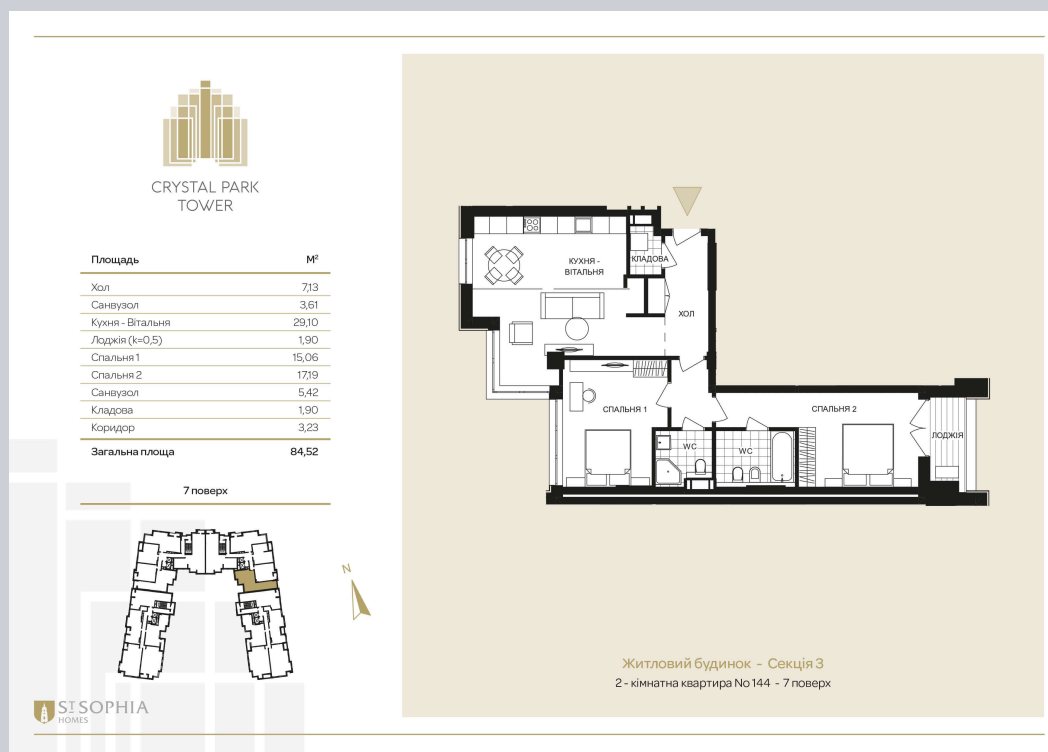 CRYSTAL PARK
TOWER
Площадь М²
Хол 7,13
Санвузол 3,61
Кухня - Вітальня 29,10
Лоджія (k=0,5) 1,90
Спальня 1 15,06
Спальня 2 17,19
Санвузол 5,42
Кладова 1,90
Коридор 3,23
Загальна площа 84,52
7 поверх
N
ST SOPHIA
HOMES
КУХНЯ -
ВІТАЛЬНЯ
КЛАДОВА
ХОЛ
СПАЛЬНЯ 1
СПАЛЬНЯ 2
ЛОДЖІЯ
WC
WC
Житловий будинок - Секція 3
2 - кімнатна квартира No 144 - 7 поверх